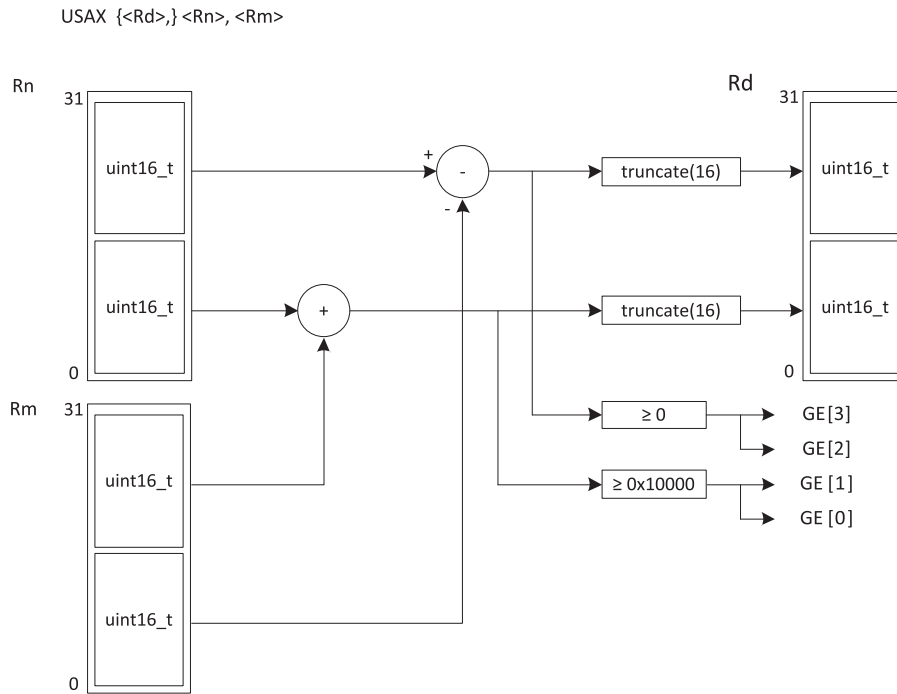 USAX {<Rd>,} <Rn>, <Rm>
Rn
Rd
31
31
uint16_t
+
-
truncate(16)
uint16_t
-
uint16_t
+
truncate(16)
uint16_t
0
0
Rm
31
≥ 0
GE[3]
GE[2]
uint16_t
≥ 0x10000
GE [1]
GE [0]
uint16_t
0